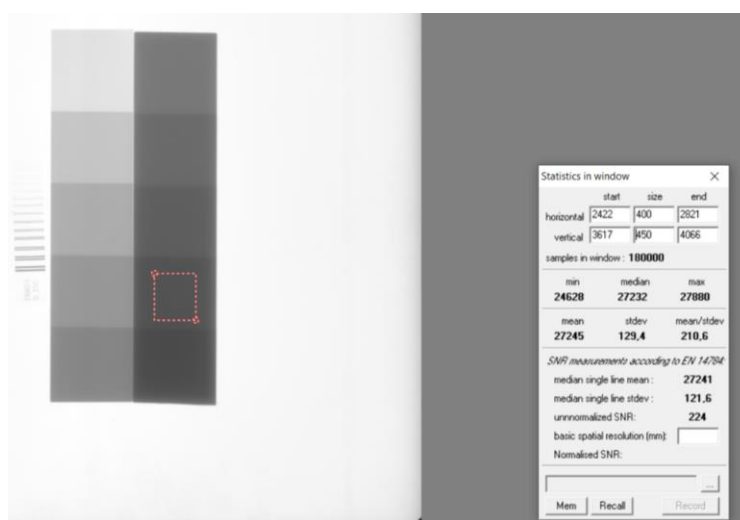 Statistics in window
start size end
horizontal 2422 400 2821
vertical 3617 450 4066
samples in window : 180000
min median max
24628 27232 27880
mean stdev mean/stdev
27245 129,4 210,6
SNR measurements according to EN 14784:
median single line mean : 27241
median single line stdev : 121,6
unnnormalized SNR: 224
basic spatial resolution (mm):
Normalised SNR:
...
Mem Recall Record